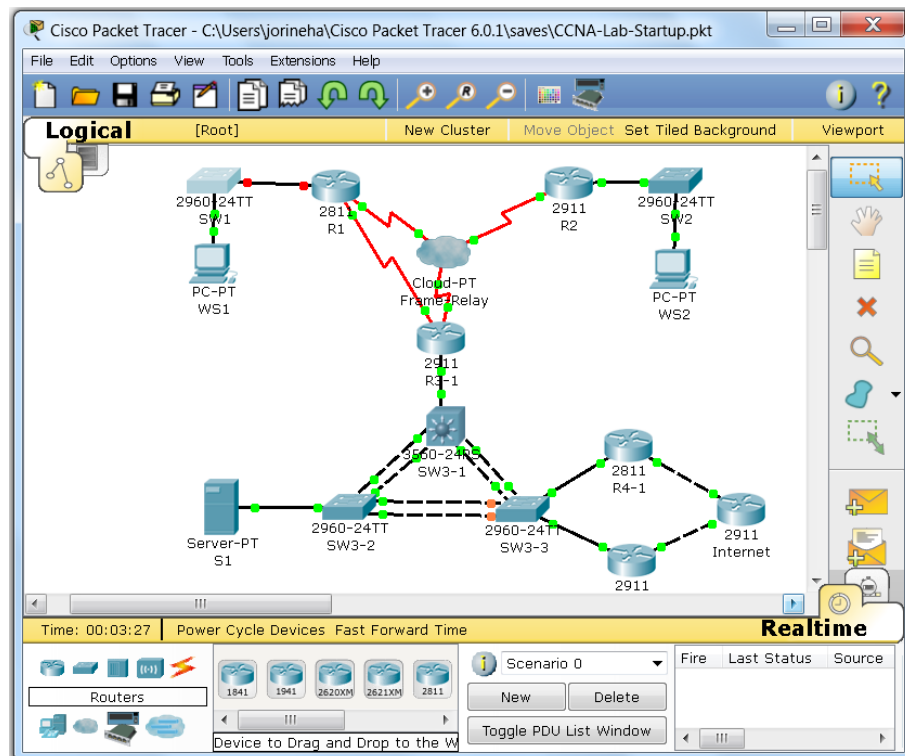 Cisco Packet Tracer - C:\Users\jorineha\Cisco Packet Tracer 6.0.1\saves\CCNA-Lab-Startup.pkt
File Edit Options View Tools Extensions Help
Logical [Root] New Cluster Move Object Set Tiled Background Viewport
2960-24TT
SW1
2811
R1
2911
R2
2960-24TT
SW2
PC-PT
WS1
Cloud-PT
Frame-Relay
PC-PT
WS2
2911
R3-1
3560-24PS
SW3-1
2811
R4-1
Server-PT
S1
2960-24TT
SW3-2
2960-24TT
SW3-3
2911
Internet
2911
Time: 00:03:27 Power Cycle Devices Fast Forward Time Realtime
Routers
1841 1941 2620XM 2621XM 2811
Device to Drag and Drop to the W
Scenario 0
New Delete
Toggle PDU List Window
Fire Last Status Source